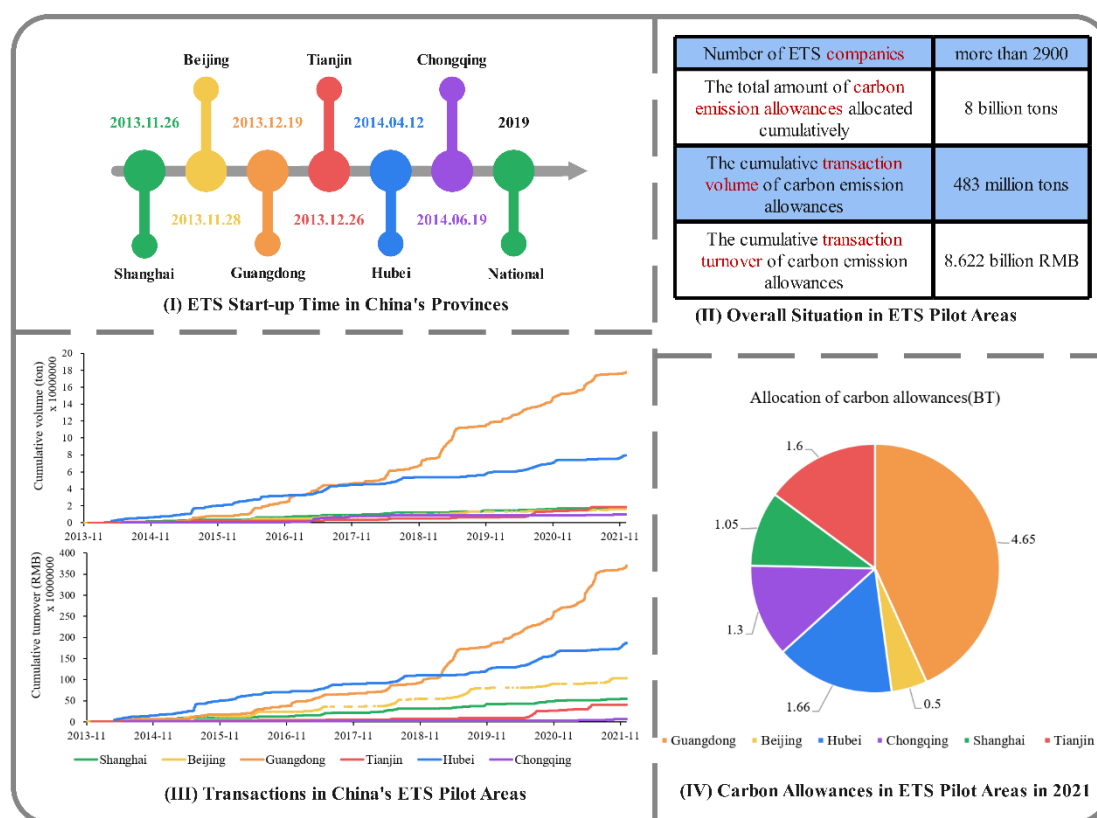 Beijing Tianjin Chongqing
2013.11.26 2013.12.19 2014.04.12 2019
2013.11.28 2013.12.26 2014.06.19
Shanghai Guangdong Hubei National
(I) ETS Start-up Time in China's Provinces
Number of ETS companies more than 2900
The total amount of carbon
emission allowances allocated
cumulatively
8 billion tons
The cumulative transaction
volume of carbon emission
allowances
483 million tons
The cumulative transaction
turnover of carbon emission
allowances
8.622 billion RMB
(II) Overall Situation in ETS Pilot Areas
Cumulative volume (ton)
x 10000000
20
18
16
14
12
10
8
6
4
2
0
2013-11 2014-11 2015-11 2016-11 2017-11 2018-11 2019-11 2020-11 2021-11
Cumulative turnover (RMB)
x 10000000
400
350
300
250
200
150
100
50
0
2013-11 2014-11 2015-11 2016-11 2017-11 2018-11 2019-11 2020-11 2021-11
Shanghai Beijing Guangdong Tianjin Hubei Chongqing
(III) Transactions in China's ETS Pilot Areas
Allocation of carbon allowances(BT)
1.6
1.05
4.65
1.3
1.66
0.5
Guangdong Beijing Hubei Chongqing Shanghai Tianjin
(IV) Carbon Allowances in ETS Pilot Areas in 2021